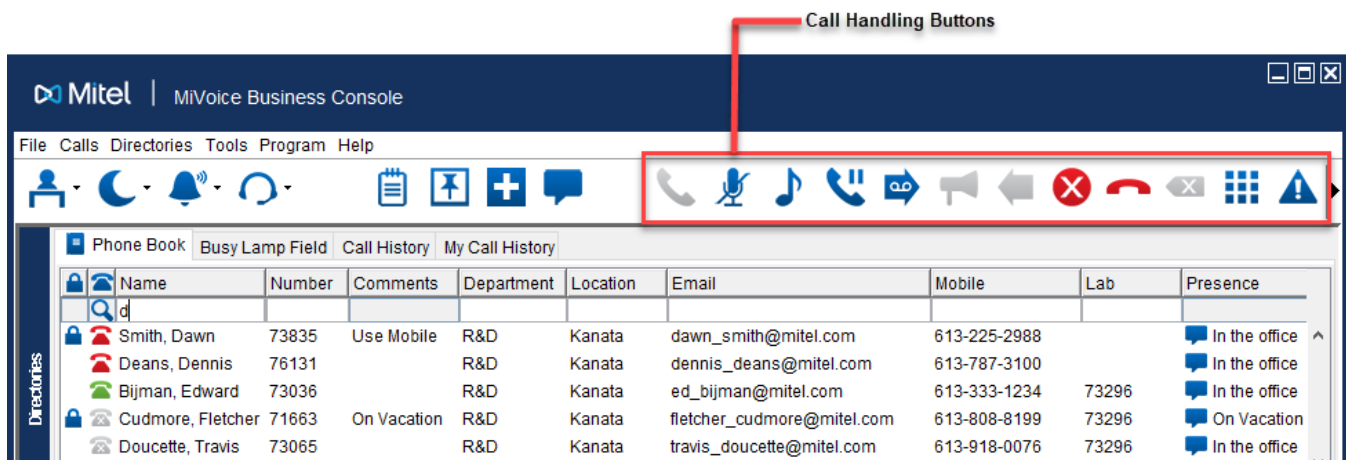 Call Handling Buttons
Mitel | MiVoice Business Console
File Calls Directories Tools Program Help
Phone Book Busy Lamp Field Call History My Call History
Name Number Comments Department Location Email Mobile Lab Presence
d
Smith, Dawn 73835 Use Mobile R&D Kanata dawn_smith@mitel.com 613-225-2988 In the office
Deans, Dennis 76131 R&D Kanata dennis_deans@mitel.com 613-787-3100 In the office
Bijman, Edward 73036 R&D Kanata ed_bijman@mitel.com 613-333-1234 73296 In the office
Cudmore, Fletcher 71663 On Vacation R&D Kanata fletcher_cudmore@mitel.com 613-808-8199 73296 On Vacation
Doucette, Travis 73065 R&D Kanata travis_doucette@mitel.com 613-918-0076 73296 In the office
Directories